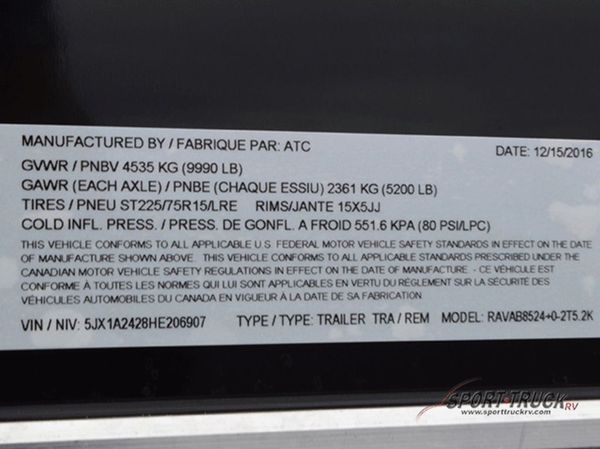 MANUFACTURED BY / FABRIQUE PAR: ATC DATE: 12/15/2016
GVWR / PNBV 4535 KG (9990 LB)
GAWR (EACH AXLE) / PNBE (CHAQUE ESSIU) 2361 KG (5200 LB)
TIRES / PNEU ST225/75R15/LRE RIMS/JANTE 15X5JJ
COLD INFL. PRESS. / PRESS. DE GONFL. A FROID 551.6 KPA (80 PSI/LPC)
THIS VEHICLE CONFORMS TO ALL APPLICABLE U.S. FEDERAL MOTOR VEHICLE SAFETY STANDARDS IN EFFECT ON THE DATE
OF MANUFACTURE SHOWN ABOVE. THIS VEHICLE CONFORMS TO ALL APPLICABLE STANDARDS PRESCRIBED UNDER THE
CANADIAN MOTOR VEHICLE SAFETY REGULATIONS IN EFFECT ON THE DATE OF MANUFACTURE - CE VÉHICULE EST
CONFORME À TOUTES LES NORMES QUI LUI SONT APPLICABLES EN VERTU DU RÈGLEMENT SUR LA SÉCURITÉ DES
VÉHICULES AUTOMOBILES DU CANADA EN VIGUEUR À LA DATE DE SA FABRICATION.
VIN / NIV: 5JX1A2428HE206907 TYPE / TYPE: TRAILER TRA / REM MODEL: RAVAB8524+0-2T5.2K
SPORT TRUCK RV
www.sporttruckrv.com